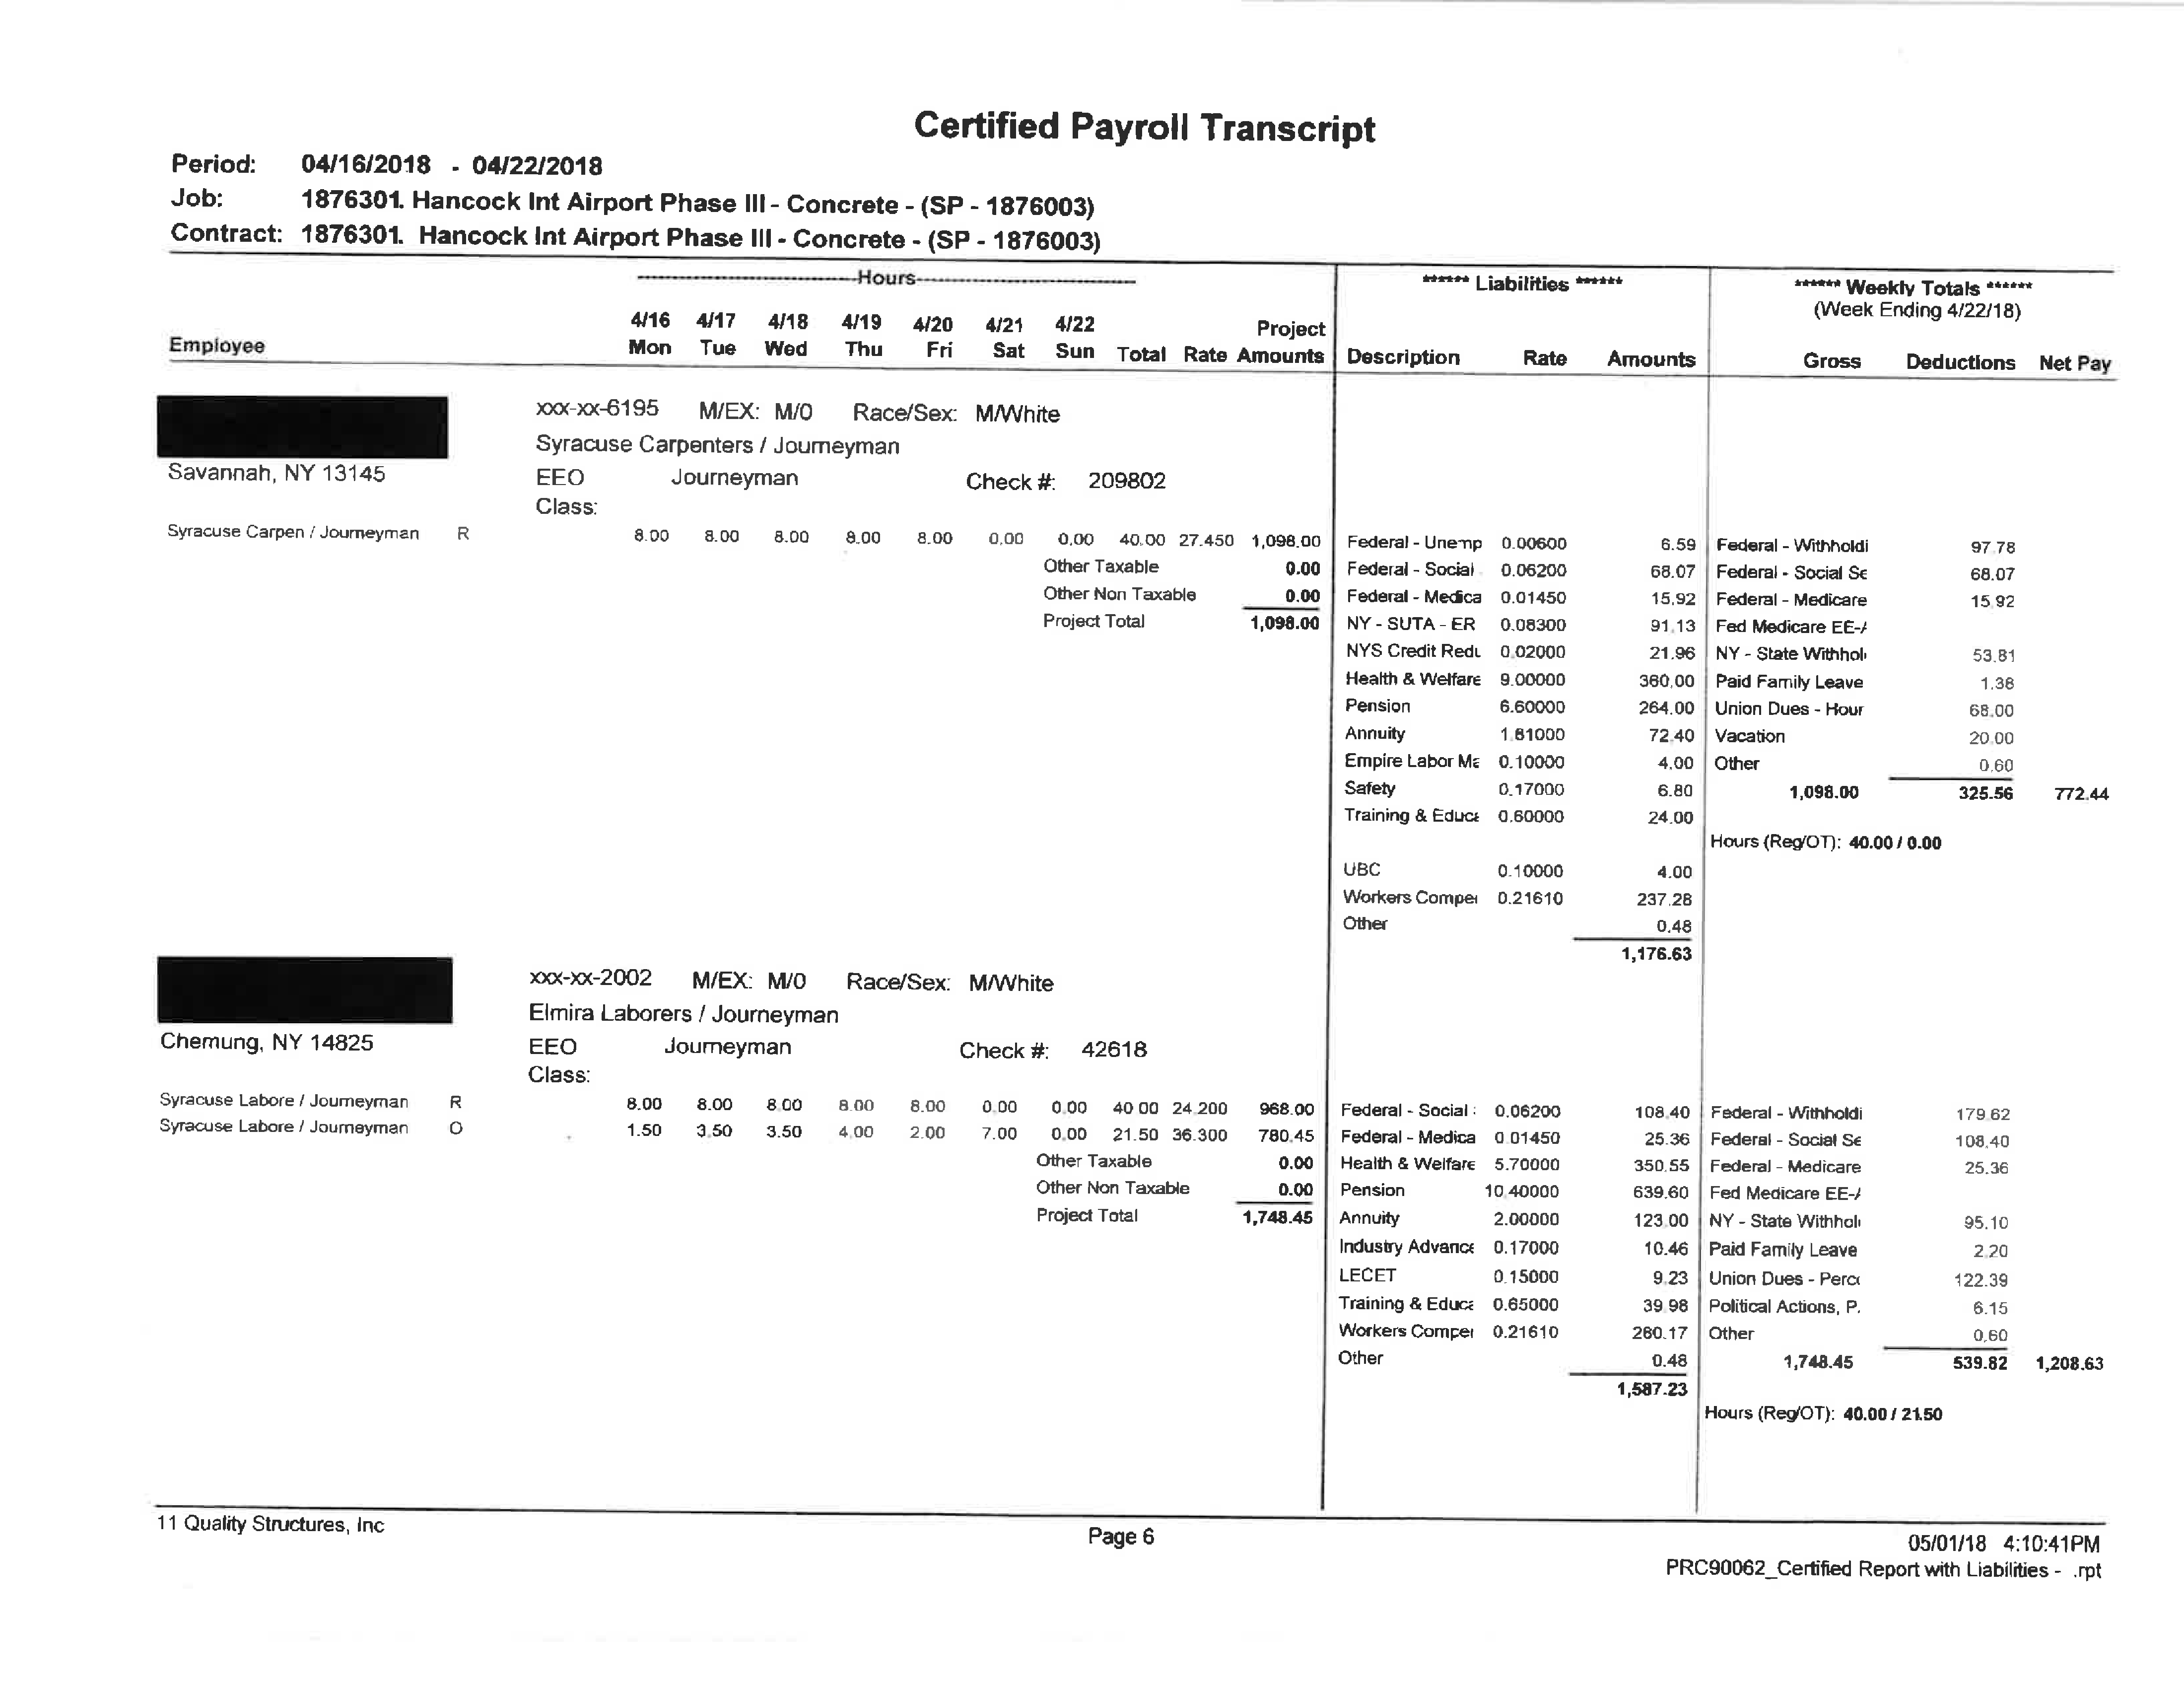 Certified Payroll Transcript
Period: 04/16/2018 - 04/22/2018
Job: 1876301. Hancock Int Airport Phase III - Concrete - (SP - 1876003)
Contract: 1876301. Hancock Int Airport Phase III - Concrete - (SP - 1876003)
----Hours---- ****** Liabilities ****** ****** Weekly Totals ******
(Week Ending 4/22/18)
4/16 4/17 4/18 4/19 4/20 4/21 4/22 Project
Employee Mon Tue Wed Thu Fri Sat Sun Total Rate Amounts Description Rate Amounts Gross Deductions Net Pay
xxx-xx-6195 M/EX: M/0 Race/Sex: M/White
Syracuse Carpenters / Journeyman
Savannah, NY 13145 EEO Journeyman Check #: 209802
Class:
Syracuse Carpen / Journeyman R 8.00 8.00 8.00 8.00 8.00 0.00 0.00 40.00 27.450 1,098.00 Federal - Unemp 0.00600 6.59 Federal - Withholdi 97.78
Other Taxable 0.00 Federal - Social 0.06200 68.07 Federal - Social Se 68.07
Other Non Taxable 0.00 Federal - Medica 0.01450 15.92 Federal - Medicare 15.92
Project Total 1,098.00 NY - SUTA - ER 0.08300 91.13 Fed Medicare EE-A
NYS Credit Redu 0.02000 21.96 NY - State Withhol 53.81
Health & Welfare 9.00000 360.00 Paid Family Leave 1.38
Pension 6.60000 264.00 Union Dues - Hour 68.00
Annuity 1.81000 72.40 Vacation 20.00
Empire Labor Ma 0.10000 4.00 Other 0.60
Safety 0.17000 6.80 1,098.00 325.56 772.44
Training & Educa 0.60000 24.00
Hours (Reg/OT): 40.00 / 0.00
UBC 0.10000 4.00
Workers Compe 0.21610 237.28
Other 0.48
1,176.63
xxx-xx-2002 M/EX: M/0 Race/Sex: M/White
Elmira Laborers / Journeyman
Chemung, NY 14825 EEO Journeyman Check #: 42618
Class:
Syracuse Labore / Journeyman R 8.00 8.00 8.00 8.00 8.00 0.00 0.00 40.00 24.200 968.00 Federal - Social 0.06200 108.40 Federal - Withholdi 179.62
Syracuse Labore / Journeyman O 1.50 3.50 3.50 4.00 2.00 7.00 0.00 21.50 36.300 780.45 Federal - Medica 0.01450 25.36 Federal - Social Se 108.40
Other Taxable 0.00 Health & Welfare 5.70000 350.55 Federal - Medicare 25.36
Other Non Taxable 0.00 Pension 10.40000 639.60 Fed Medicare EE-A
Project Total 1,748.45 Annuity 2.00000 123.00 NY - State Withhol 95.10
Industry Advance 0.17000 10.46 Paid Family Leave 2.20
LECET 0.15000 9.23 Union Dues - Perce 122.39
Training & Educa 0.65000 39.98 Political Actions, P. 6.15
Workers Compe 0.21610 280.17 Other 0.60
Other 0.48 1,748.45 539.82 1,208.63
1,587.23
Hours (Reg/OT): 40.00 / 21.50
11 Quality Structures, Inc Page 6 05/01/18 4:10:41PM
PRC90062_Certified Report with Liabilities - .rpt